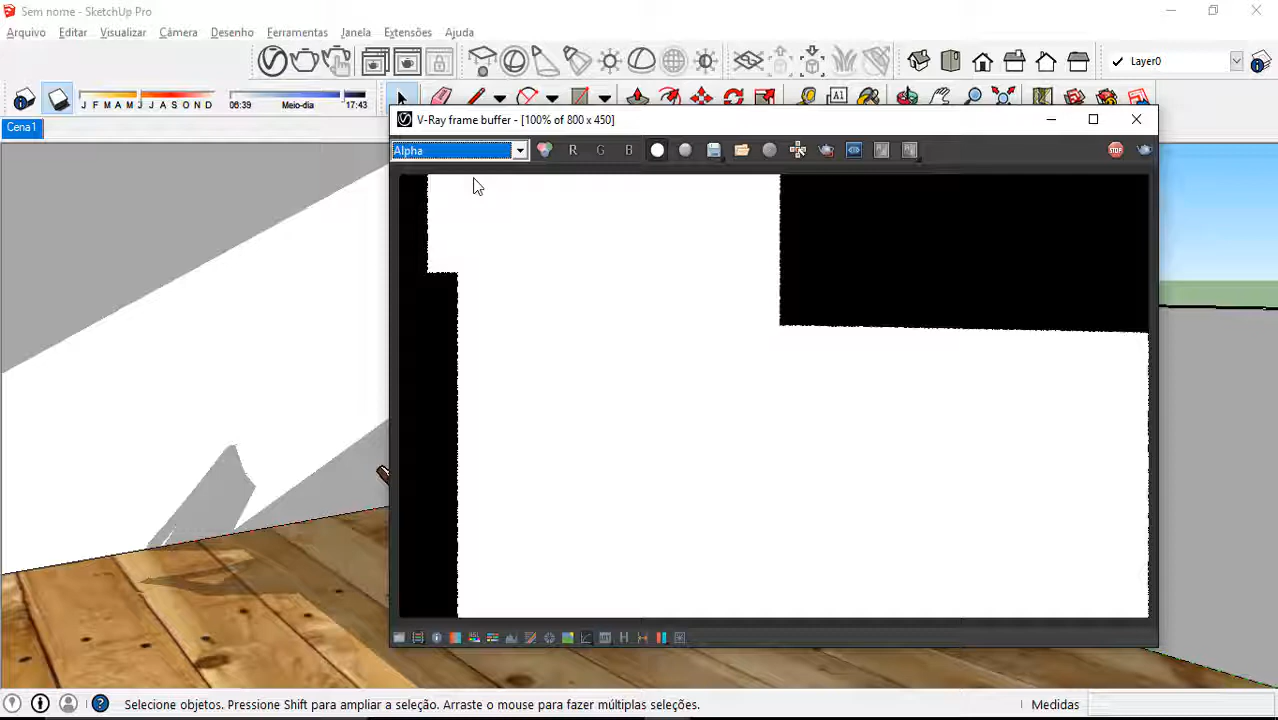 Sem nome - SketchUp Pro
Arquivo Editar Visualizar Câmera Desenho Ferramentas Janela Extensões Ajuda
Layer0
J F M A M J J A S O N D 06:39 Meio-dia 17:43
A1
Cena1
V-Ray frame buffer - [100% of 800 x 450]
Alpha
R G B
STOP
H
Selecione objetos. Pressione Shift para ampliar a seleção. Arraste o mouse para fazer múltiplas seleções.
Medidas